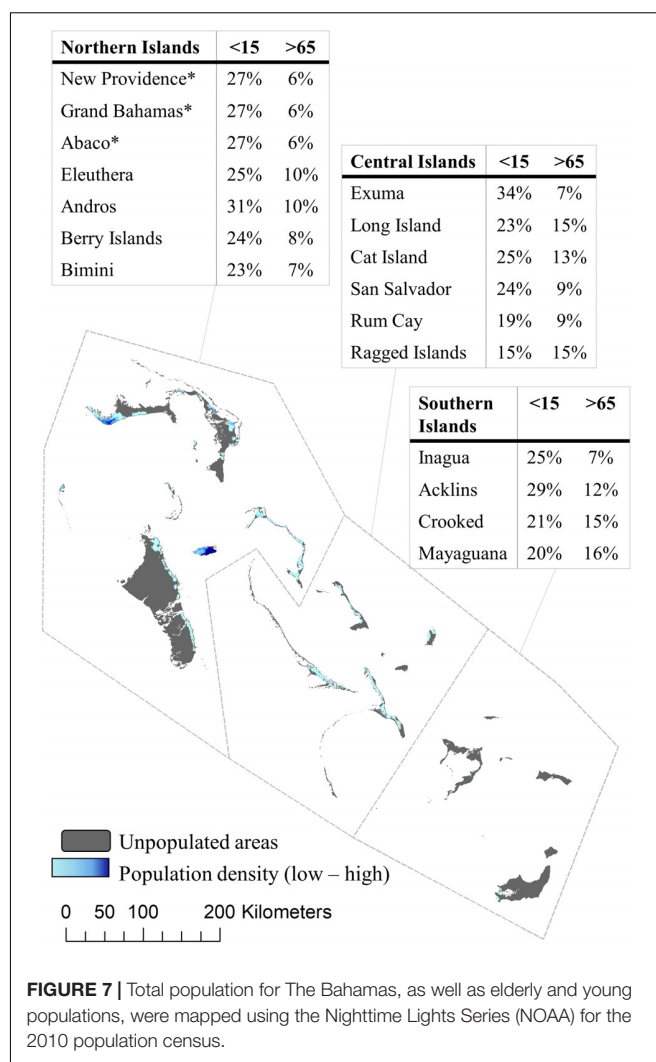 Northern Islands <15 >65
New Providence* 27% 6%
Grand Bahamas* 27% 6%
Abaco* 27% 6%
Eleuthera 25% 10%
Andros 31% 10%
Berry Islands 24% 8%
Bimini 23% 7%
Central Islands <15 >65
Exuma 34% 7%
Long Island 23% 15%
Cat Island 25% 13%
San Salvador 24% 9%
Rum Cay 19% 9%
Ragged Islands 15% 15%
Southern <15 >65
Islands
Inagua 25% 7%
Acklins 29% 12%
Crooked 21% 15%
Mayaguana 20% 16%
Unpopulated areas
Population density (low – high)
0 50 100 200 Kilometers
FIGURE 7 | Total population for The Bahamas, as well as elderly and young
populations, were mapped using the Nighttime Lights Series (NOAA) for the
2010 population census.